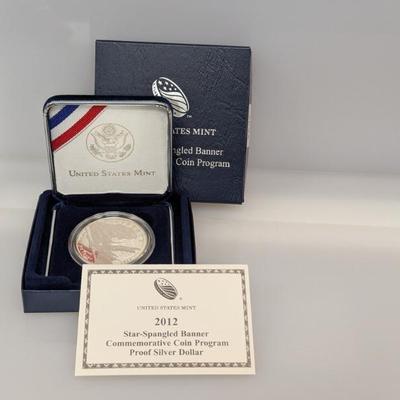 STATES MINT
ngled Banner
Coin Program
UNITED STATES MINT
UNITED STATES MINT
2012
Star-Spangled Banner
Commemorative Coin Program
Proof Silver Dollar